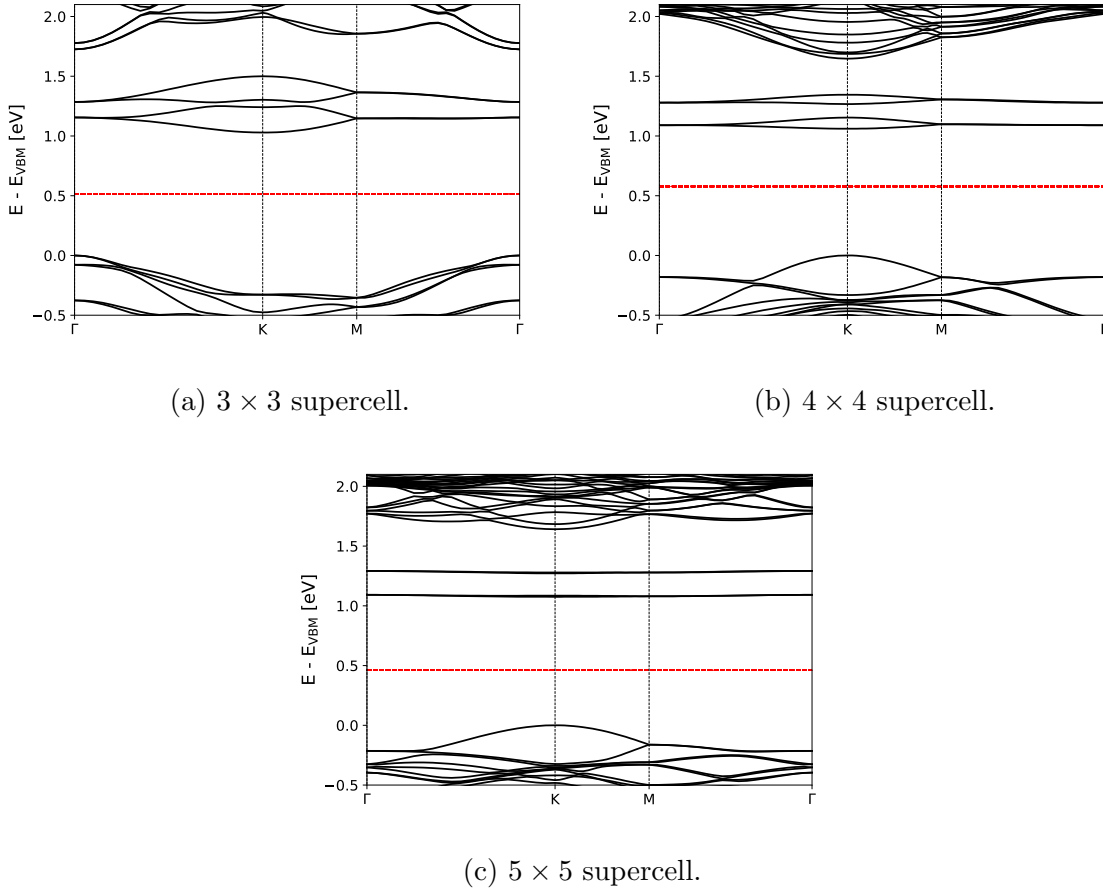 E - E_VBM [eV]
2.0
1.5
1.0
0.5
0.0
−0.5
Γ K M Γ
(a) 3 × 3 supercell.
E - E_VBM [eV]
2.0
1.5
1.0
0.5
0.0
−0.5
Γ K M
(b) 4 × 4 supercell.
E - E_VBM [eV]
2.0
1.5
1.0
0.5
0.0
−0.5
Γ K M Γ
(c) 5 × 5 supercell.